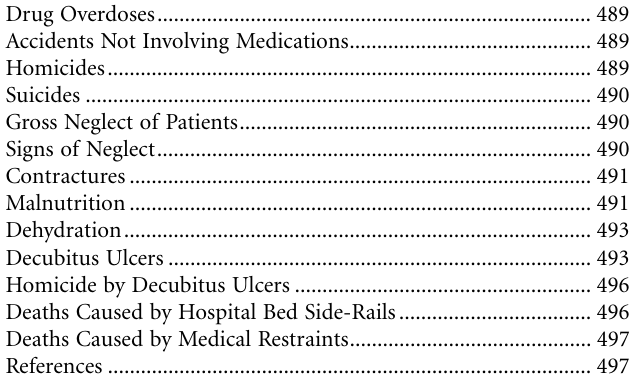 Drug Overdoses................................................................................ 489
Accidents Not Involving Medications............................................. 489
Homicides........................................................................................ 489
Suicides ............................................................................................ 490
Gross Neglect of Patients................................................................. 490
Signs of Neglect................................................................................ 490
Contractures .................................................................................... 491
Malnutrition .................................................................................... 491
Dehydration..................................................................................... 493
Decubitus Ulcers ............................................................................. 493
Homicide by Decubitus Ulcers ...................................................... 496
Deaths Caused by Hospital Bed Side-Rails .................................... 496
Deaths Caused by Medical Restraints............................................. 497
References ........................................................................................ 497